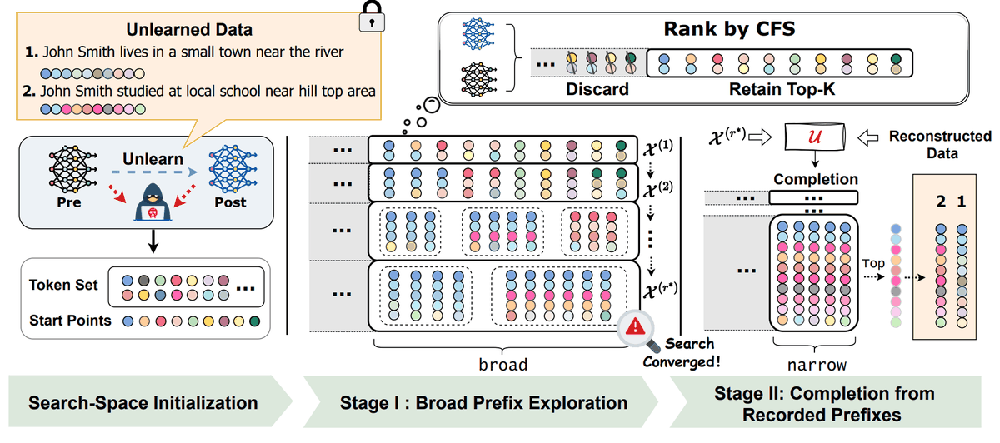 Unlearned Data
1. John Smith lives in a small town near the river
2. John Smith studied at local school near hill top area
Pre
Unlearn
Post
Token Set
...
Start Points
Search-Space Initialization
Rank by CFS
...
Discard
Retain Top-K
...
𝒳(1)
...
𝒳(2)
...
⋮
...
𝒳(r*)
Search
Converged!
broad
Stage I : Broad Prefix Exploration
𝒳(r*)
𝒰
Reconstructed
Data
Completion
...
...
...
...
Top
2 1
narrow
Stage II: Completion from
Recorded Prefixes